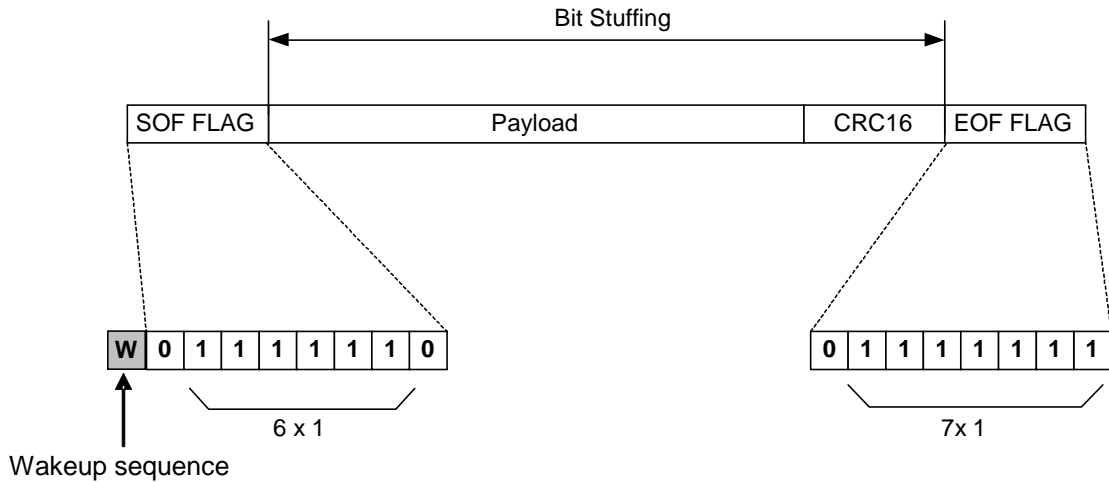 Bit Stuffing
SOF FLAG Payload CRC16 EOF FLAG
W 0 1 1 1 1 1 1 0 0 1 1 1 1 1 1 1
6 x 1 7x 1
Wakeup sequence